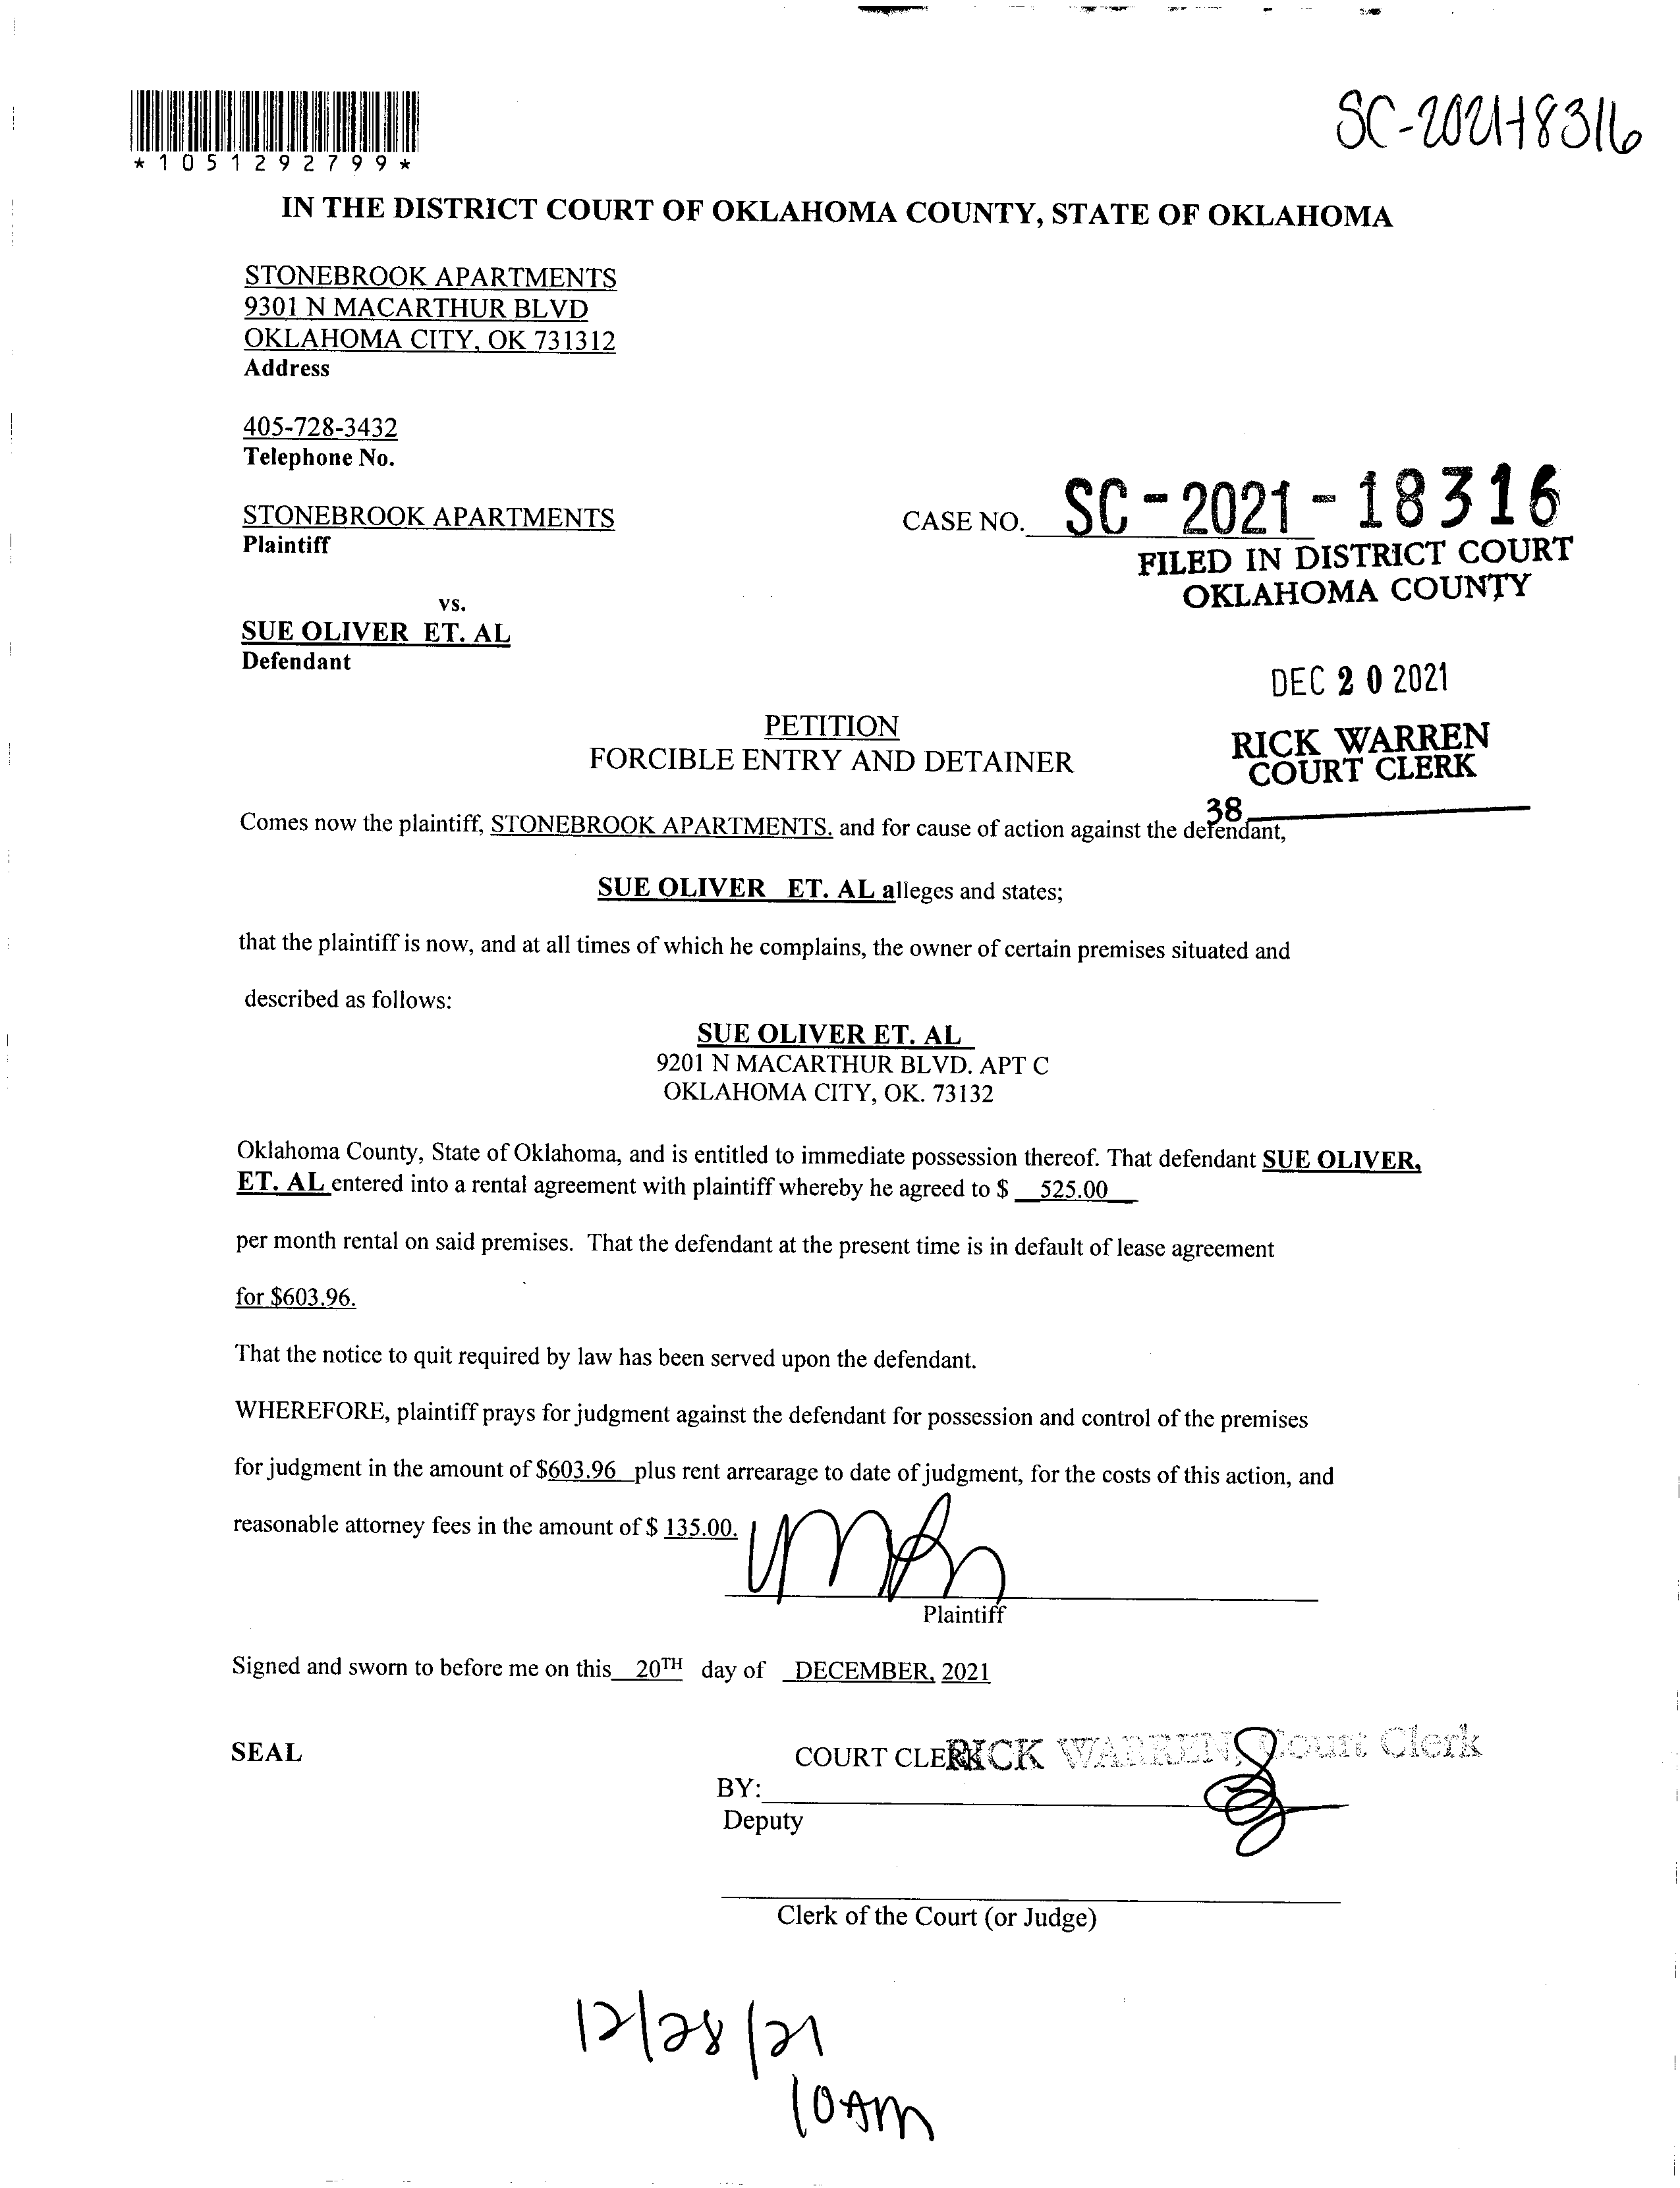 SC-2021-18316
*1051292799*
IN THE DISTRICT COURT OF OKLAHOMA COUNTY, STATE OF OKLAHOMA
STONEBROOK APARTMENTS
9301 N MACARTHUR BLVD
OKLAHOMA CITY, OK 731312
Address
405-728-3432
Telephone No.
STONEBROOK APARTMENTS
Plaintiff
CASE NO. SC-2021-18316
FILED IN DISTRICT COURT
OKLAHOMA COUNTY
vs.
SUE OLIVER ET. AL
Defendant
DEC 20 2021
PETITION
FORCIBLE ENTRY AND DETAINER
RICK WARREN
COURT CLERK
38
Comes now the plaintiff, STONEBROOK APARTMENTS. and for cause of action against the defendant,
SUE OLIVER ET. AL alleges and states;
that the plaintiff is now, and at all times of which he complains, the owner of certain premises situated and
described as follows:
SUE OLIVER ET. AL
9201 N MACARTHUR BLVD. APT C
OKLAHOMA CITY, OK. 73132
Oklahoma County, State of Oklahoma, and is entitled to immediate possession thereof. That defendant SUE OLIVER,
ET. AL entered into a rental agreement with plaintiff whereby he agreed to $ 525.00
per month rental on said premises. That the defendant at the present time is in default of lease agreement
for $603.96.
That the notice to quit required by law has been served upon the defendant.
WHEREFORE, plaintiff prays for judgment against the defendant for possession and control of the premises
for judgment in the amount of $603.96 plus rent arrearage to date of judgment, for the costs of this action, and
reasonable attorney fees in the amount of $ 135.00.
Plaintiff
Signed and sworn to before me on this 20TH day of DECEMBER, 2021
SEAL
COURT CLERK RICK WARREN, Court Clerk
BY:
Deputy
Clerk of the Court (or Judge)
12/28/21
10AM